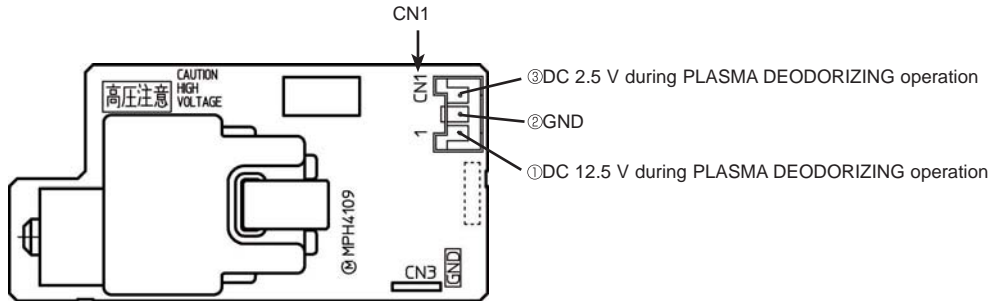 CN1
③DC 2.5 V during PLASMA DEODORIZING operation
②GND
①DC 12.5 V during PLASMA DEODORIZING operation
高圧注意
CAUTION
HIGH
VOLTAGE
CN1
1
Ⓜ MPH4109
CN3
GND